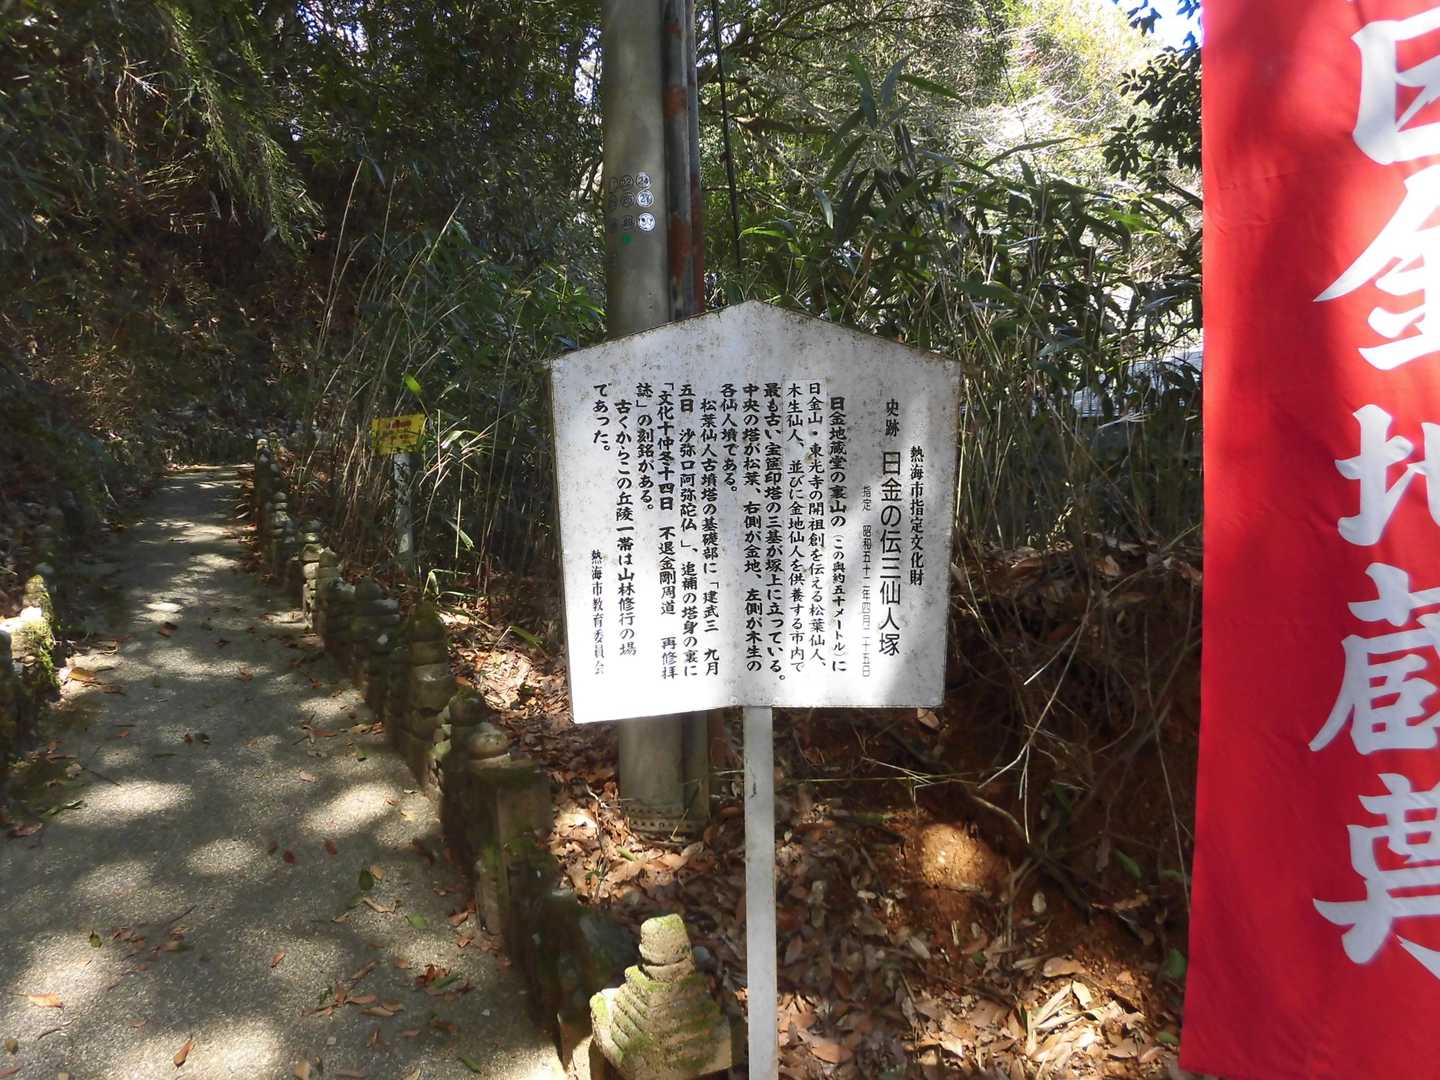 熱海市指定文化財
史跡　日金の伝三仙人塚
指定　昭和五十二年四月二十五日
日金地蔵堂の裏山の（この奥約五十メートル）に
日金山・東光寺の開祖創を伝える松葉仙人、
木生仙人、並びに金地仙人を供養する市内で
最も古い宝筺印塔の三基が塚上に立っている。
中央の塔が松葉、右側が金地、左側が木生の
各仙人墳である。
松葉仙人古墳塔の基礎部に「建武三　九月
五日　沙弥口阿弥陀仏」、追補の塔身の裏に
「文化十仲冬十四日　不退金剛周道　再修拝
誌」の刻銘がある。
古くからこの丘陵一帯は山林修行の場
であった。
熱海市教育委員会
日金地蔵尊